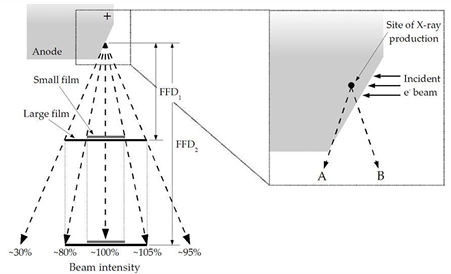 +
Anode
Small film
Large film
FFD1
FFD2
~30%
~80%
~100%
~105%
~95%
Beam intensity
Site of X-ray
production
Incident
e- beam
A
B